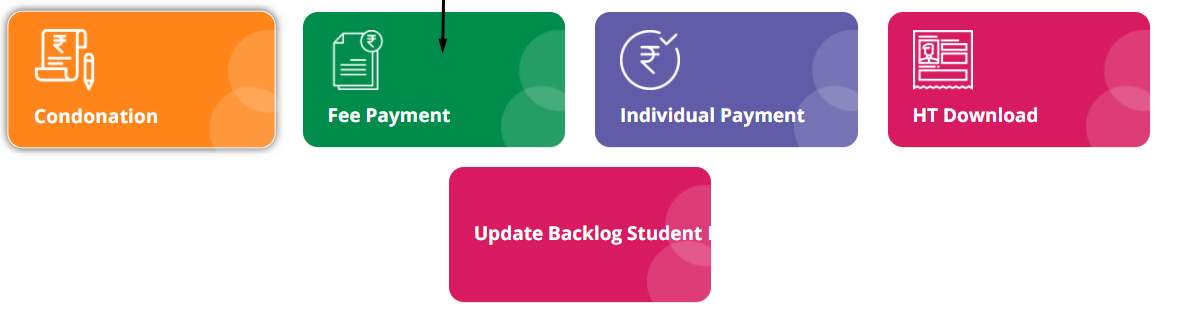 Condonation
Fee Payment
Individual Payment
HT Download
Update Backlog Student